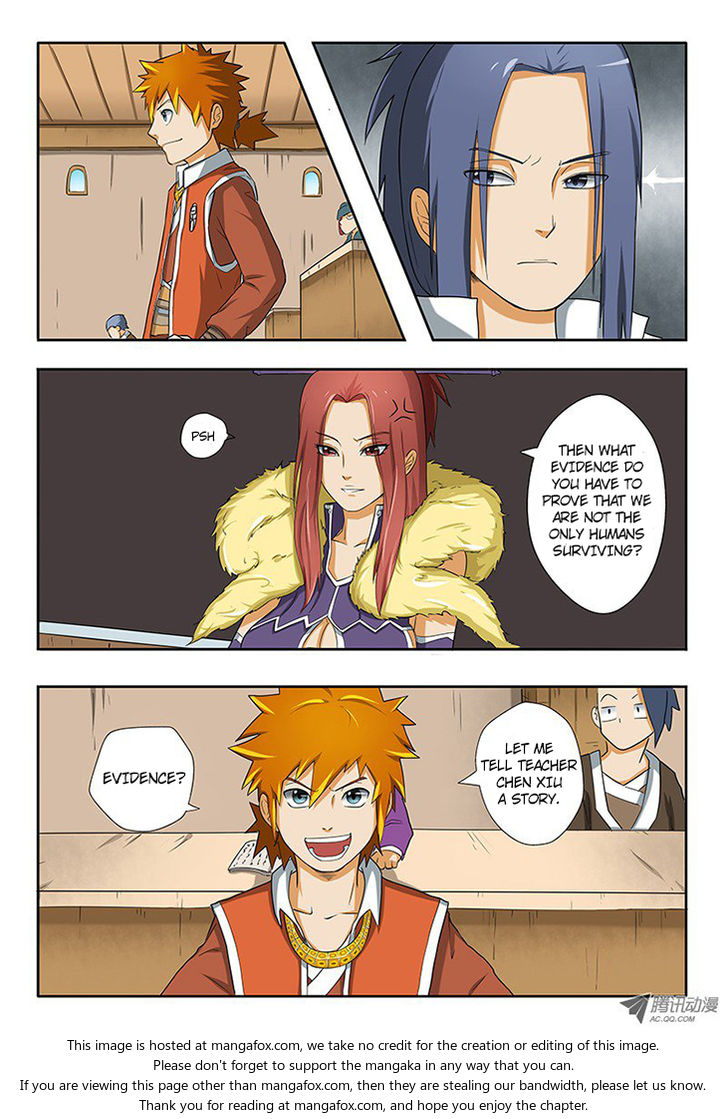 PSH
THEN WHAT
EVIDENCE DO
YOU HAVE TO
PROVE THAT WE
ARE NOT THE
ONLY HUMANS
SURVIVING?
EVIDENCE?
LET ME
TELL TEACHER
CHEN XIU
A STORY.
腾讯动漫
AC.QQ.COM
This image is hosted at mangafox.com, we take no credit for the creation or editing of this image.
Please don't forget to support the mangaka in any way that you can.
If you are viewing this page other than mangafox.com, then they are stealing our bandwidth, please let us know.
Thank you for reading at mangafox.com, and hope you enjoy the chapter.